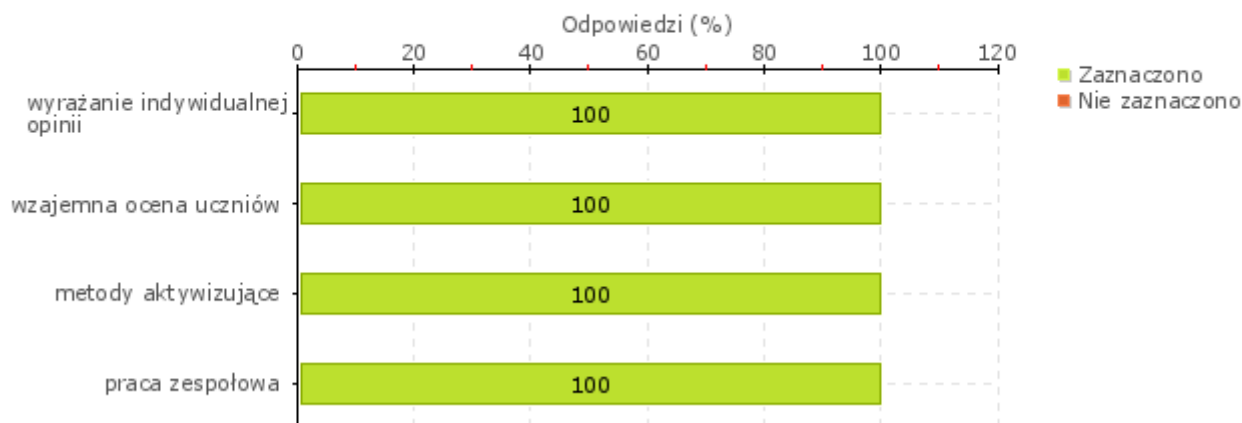 Odpowiedzi (%)
0 20 40 60 80 100 120
Zaznaczono
Nie zaznaczono
wyrażanie indywidualnej
opinii
100
wzajemna ocena uczniów
100
metody aktywizujące
100
praca zespołowa
100